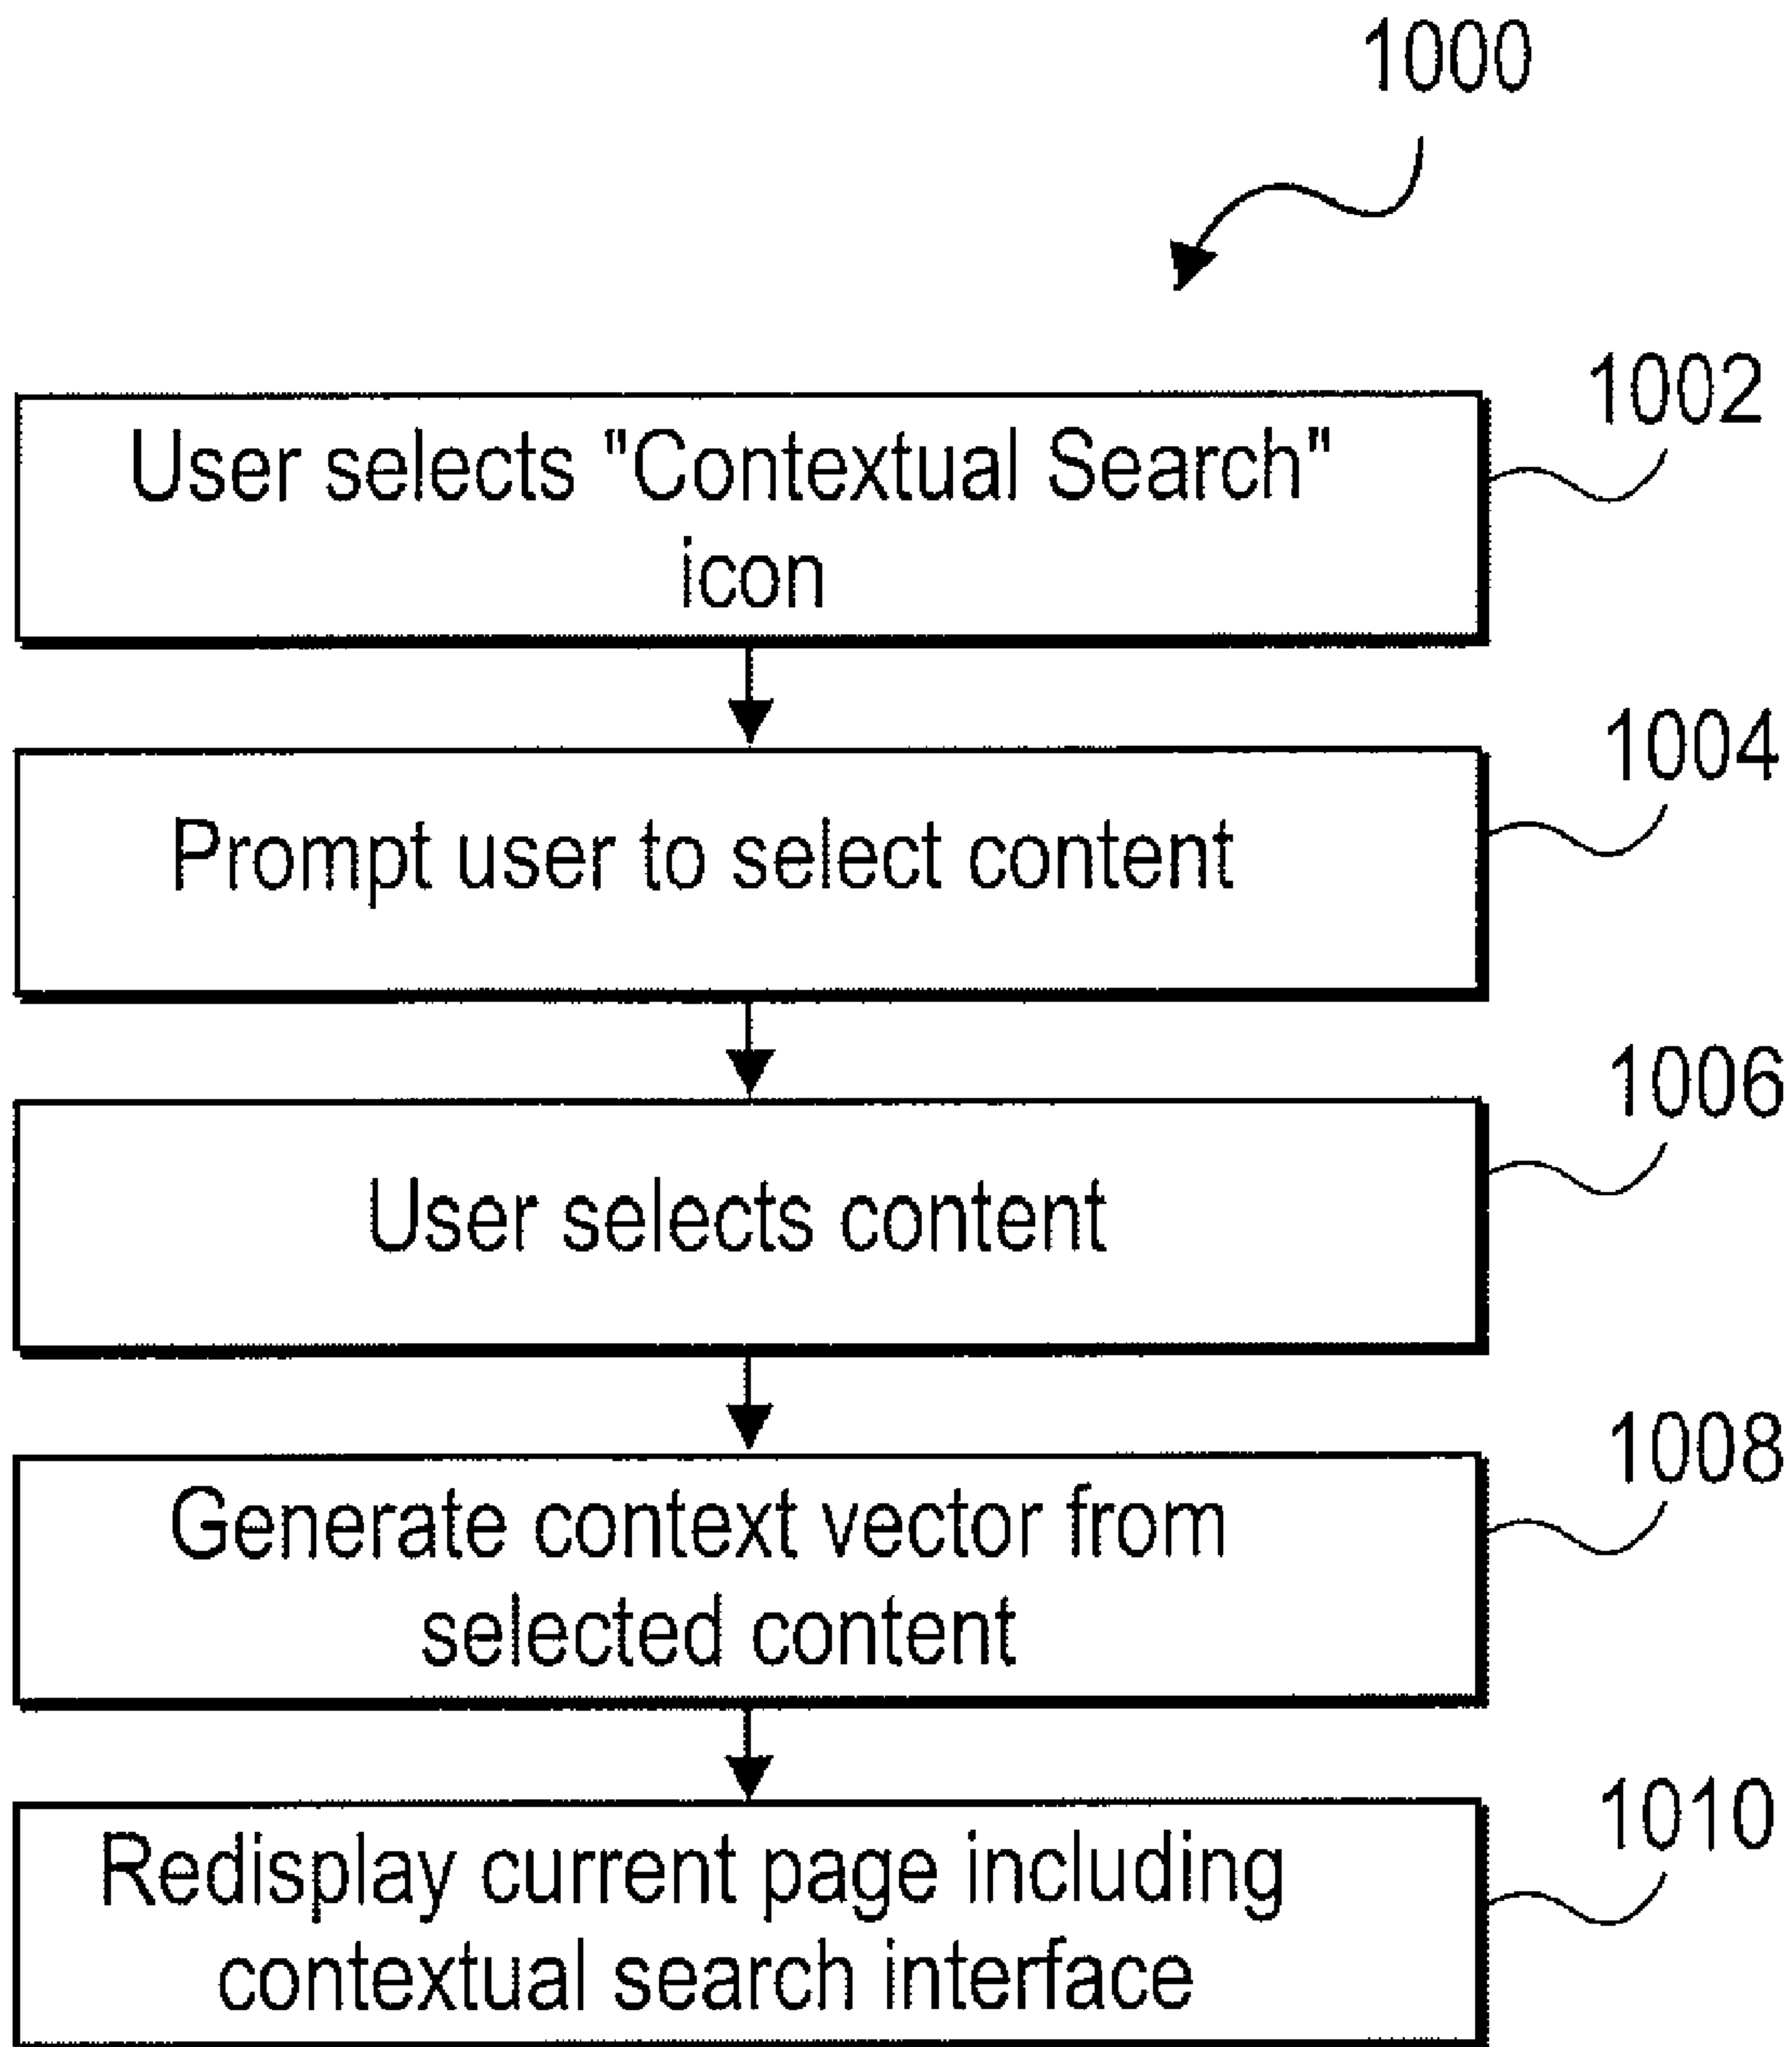 1000
1002
User selects "Contextual Search"
icon
1004
Prompt user to select content
1006
User selects content
1008
Generate context vector from
selected content
1010
Redisplay current page including
contextual search interface